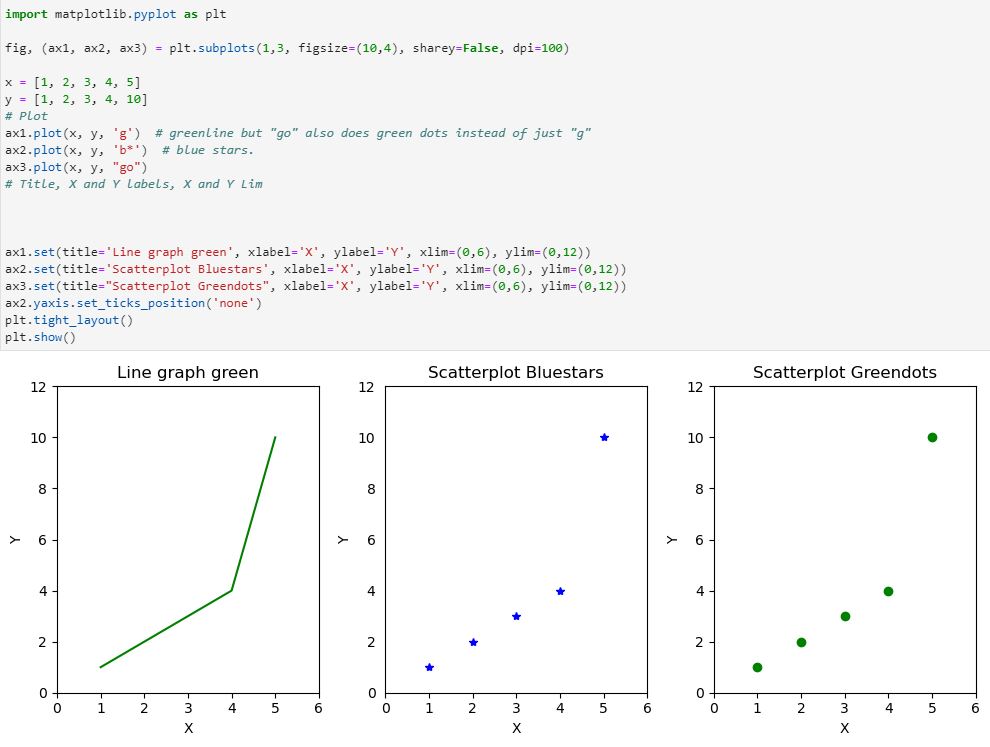 import matplotlib.pyplot as plt
fig, (ax1, ax2, ax3) = plt.subplots(1,3, figsize=(10,4), sharey=False, dpi=100)
x = [1, 2, 3, 4, 5]
y = [1, 2, 3, 4, 10]
# Plot
ax1.plot(x, y, 'g')  # greenline but "go" also does green dots instead of just "g"
ax2.plot(x, y, 'b*')  # blue stars.
ax3.plot(x, y, "go")
# Title, X and Y labels, X and Y Lim
ax1.set(title='Line graph green', xlabel='X', ylabel='Y', xlim=(0,6), ylim=(0,12))
ax2.set(title='Scatterplot Bluestars', xlabel='X', ylabel='Y', xlim=(0,6), ylim=(0,12))
ax3.set(title="Scatterplot Greendots", xlabel='X', ylabel='Y', xlim=(0,6), ylim=(0,12))
ax2.yaxis.set_ticks_position('none')
plt.tight_layout()
plt.show()
Line graph green
12
10
8
6
4
2
0
Y
0 1 2 3 4 5 6
X
Scatterplot Bluestars
12
10
8
6
4
2
0
Y
0 1 2 3 4 5 6
X
Scatterplot Greendots
12
10
8
6
4
2
0
Y
0 1 2 3 4 5 6
X